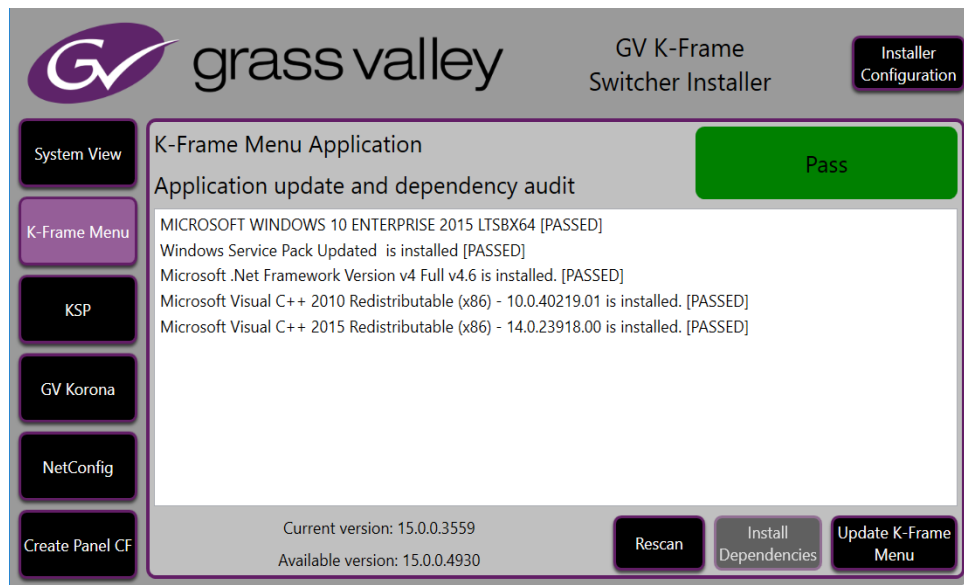 GV
grass valley
GV K-Frame
Switcher Installer
Installer
Configuration
System View
K-Frame Menu
KSP
GV Korona
NetConfig
Create Panel CF
K-Frame Menu Application
Application update and dependency audit
Pass
MICROSOFT WINDOWS 10 ENTERPRISE 2015 LTSBX64 [PASSED]
Windows Service Pack Updated  is installed [PASSED]
Microsoft .Net Framework Version v4 Full v4.6 is installed. [PASSED]
Microsoft Visual C++ 2010 Redistributable (x86) - 10.0.40219.01 is installed. [PASSED]
Microsoft Visual C++ 2015 Redistributable (x86) - 14.0.23918.00 is installed. [PASSED]
Current version: 15.0.0.3559
Available version: 15.0.0.4930
Rescan
Install
Dependencies
Update K-Frame
Menu